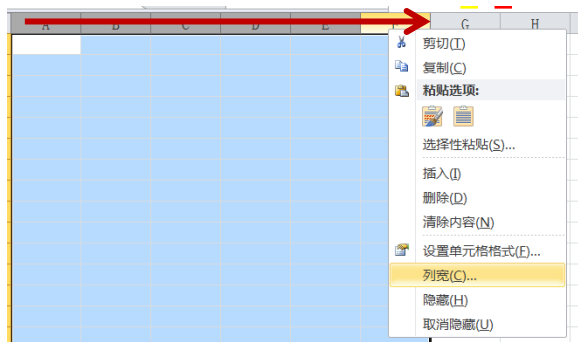 A B C D E F G H
剪切(T)
复制(C)
粘贴选项:
选择性粘贴(S)...
插入(I)
删除(D)
清除内容(N)
设置单元格格式(F)...
列宽(C)...
隐藏(H)
取消隐藏(U)